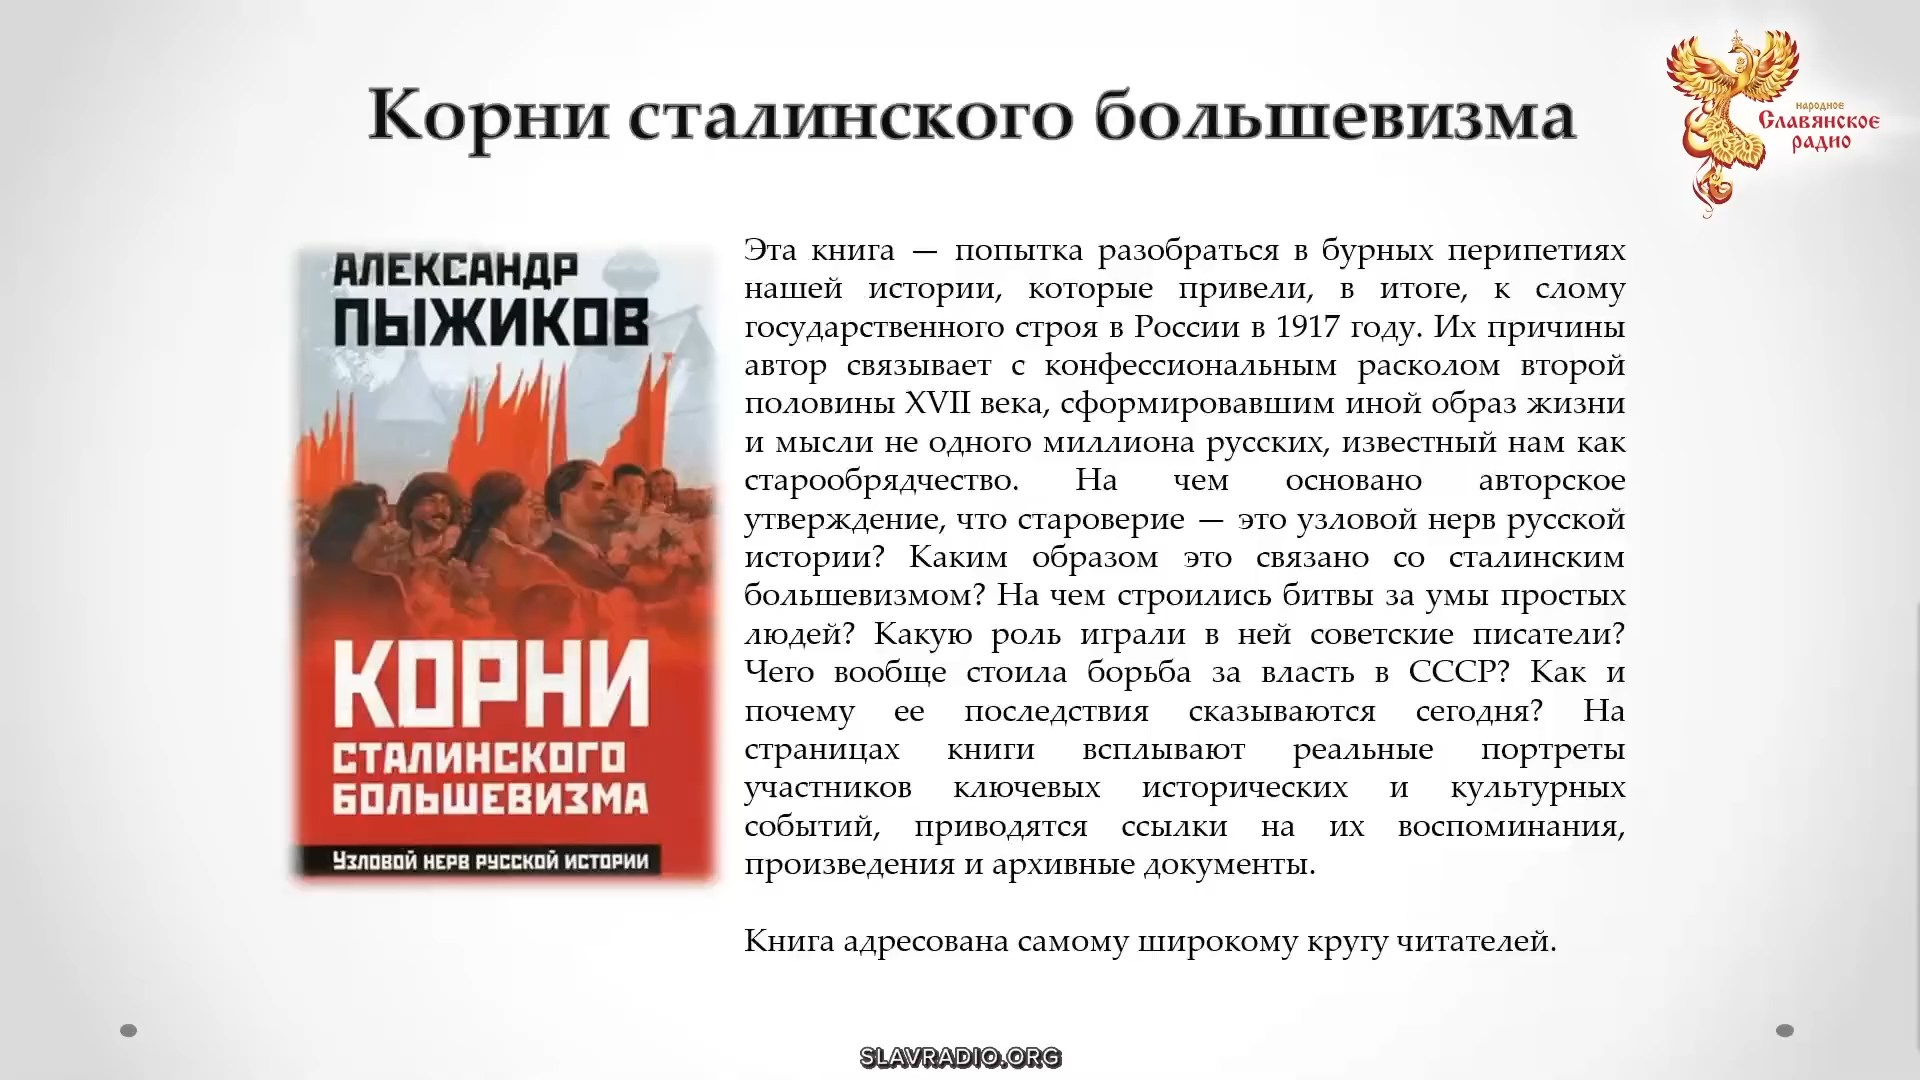 Корни сталинского большевизма
народное
Славянское
радио
АЛЕКСАНДР
ПЫЖИКОВ
КОРНИ
СТАЛИНСКОГО
БОЛЬШЕВИЗМА
УЗЛОВОЙ НЕРВ РУССКОЙ ИСТОРИИ
Эта книга — попытка разобраться в бурных перипетиях
нашей истории, которые привели, в итоге, к слому
государственного строя в России в 1917 году. Их причины
автор связывает с конфессиональным расколом второй
половины XVII века, сформировавшим иной образ жизни
и мысли не одного миллиона русских, известный нам как
старообрядчество. На чем основано авторское
утверждение, что староверие — это узловой нерв русской
истории? Каким образом это связано со сталинским
большевизмом? На чем строились битвы за умы простых
людей? Какую роль играли в ней советские писатели?
Чего вообще стоила борьба за власть в СССР? Как и
почему ее последствия сказываются сегодня? На
страницах книги всплывают реальные портреты
участников ключевых исторических и культурных
событий, приводятся ссылки на их воспоминания,
произведения и архивные документы.
Книга адресована самому широкому кругу читателей.
SLAVRADIO.ORG